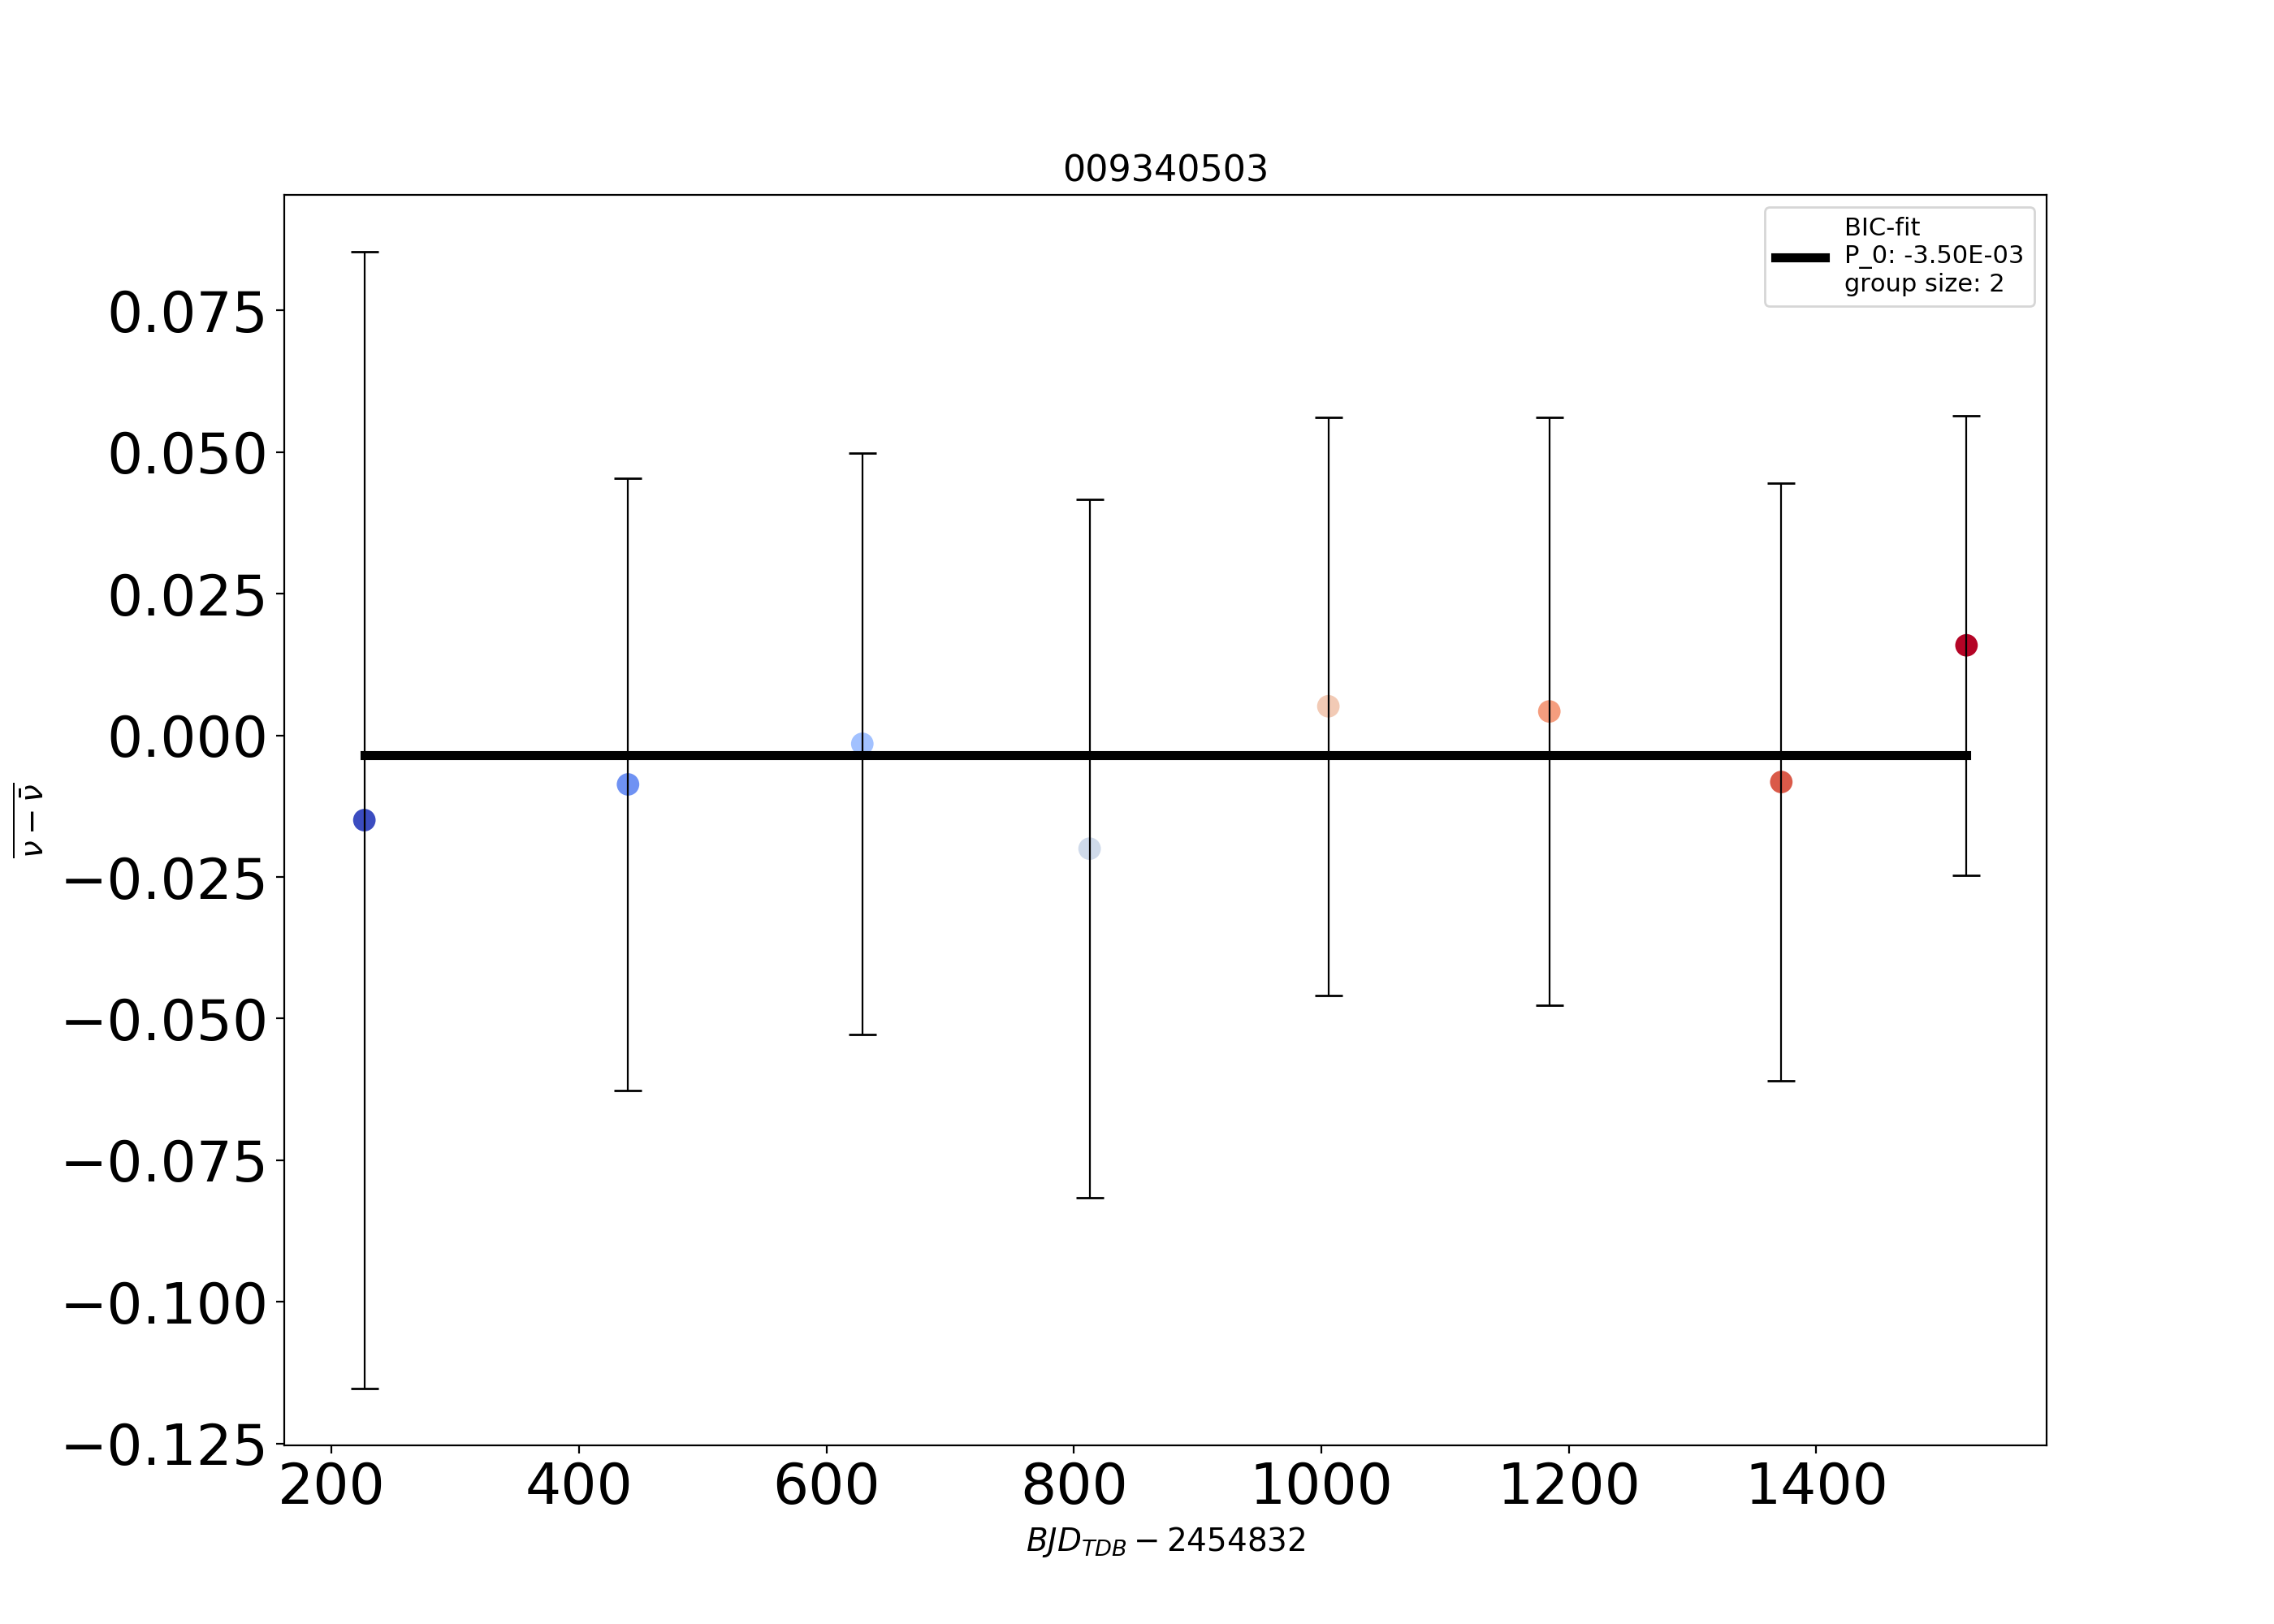 009340503
BIC-fit
P_0: -3.50E-03
group size: 2
0.075
0.050
0.025
0.000
−0.025
−0.050
−0.075
−0.100
−0.125
ν − ν̄
200 400 600 800 1000 1200 1400
BJD_TDB − 2454832